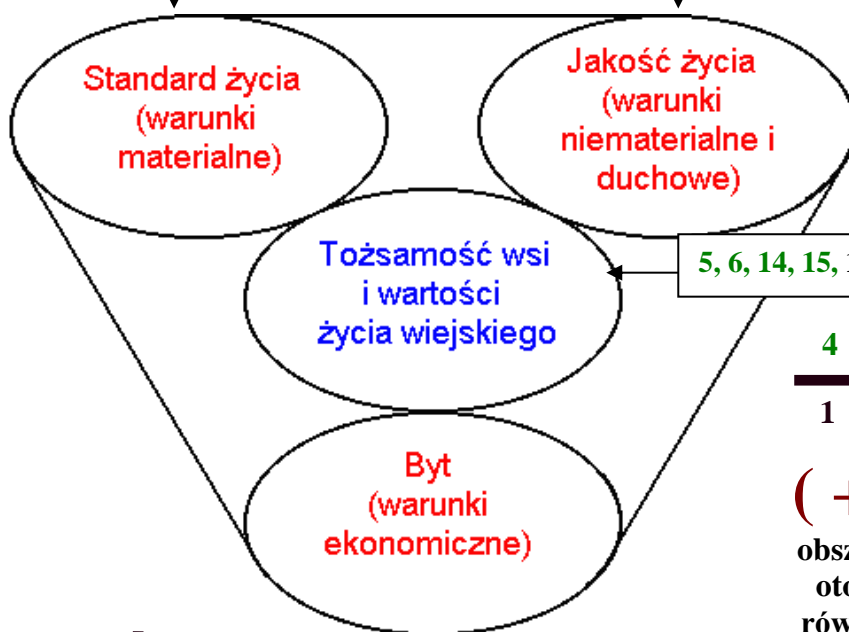 Standard życia
(warunki
materialne)
Jakość życia
(warunki
niematerialne i
duchowe)
Tożsamość wsi
i wartości
życia wiejskiego
5, 6, 14, 15,
4
1
Byt
(warunki
ekonomiczne)
( +